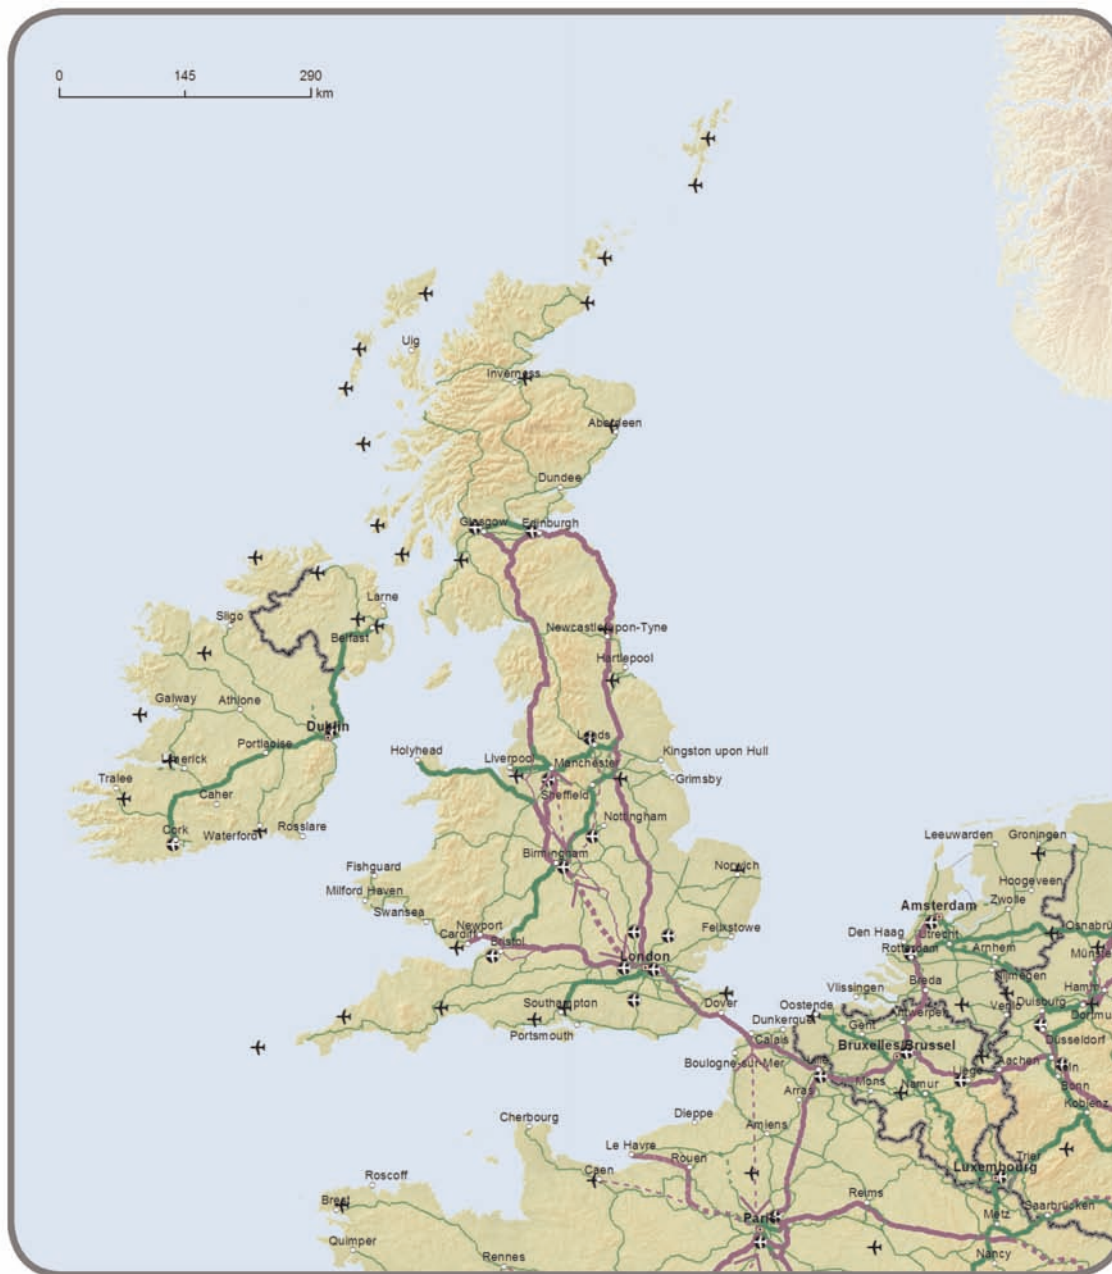 0 145 290
km
Uig
Inverness
Aberdeen
Dundee
Glasgow
Edinburgh
Larne
Sligo
Belfast
Newcastle-upon-Tyne
Hartlepool
Galway
Athlone
Dublin
Portlaoise
Limerick
Tralee
Caher
Cork
Waterford
Rosslare
Holyhead
Liverpool
Leeds
Manchester
Kingston upon Hull
Grimsby
Sheffield
Nottingham
Birmingham
Norwich
Fishguard
Milford Haven
Swansea
Newport
Cardiff
Bristol
Felixstowe
London
Southampton
Portsmouth
Dover
Leeuwarden
Groningen
Hoogeveen
Zwolle
Amsterdam
Den Haag
Utrecht
Rotterdam
Arnhem
Nijmegen
Breda
Vlissingen
Oostende
Dunkerque
Calais
Gent
Antwerpen
Venlo
Duisburg
Düsseldorf
Bruxelles/Brussel
Boulogne-sur-Mer
Lille
Liège
Aachen
Mons
Namur
Arras
Bonn
Koblenz
Cherbourg
Dieppe
Amiens
Le Havre
Rouen
Caen
Trier
Luxembourg
Roscoff
Brest
Reims
Paris
Metz
Saarbrücken
Quimper
Rennes
Nancy